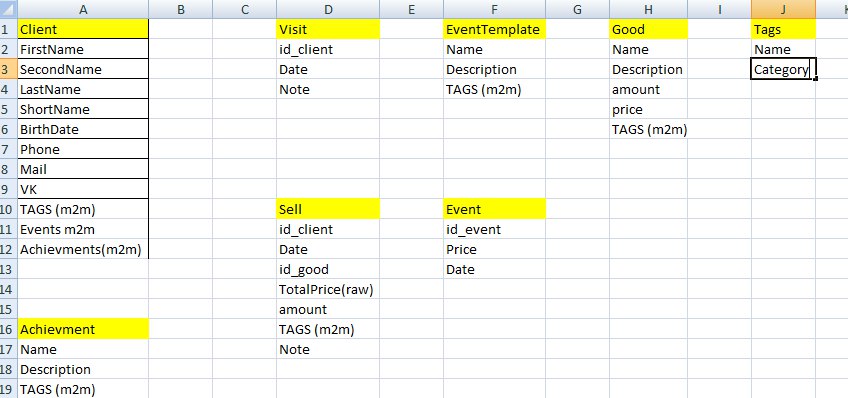 A B C D E F G H I J K
1 Client Visit EventTemplate Good Tags
2 FirstName id_client Name Name Name
3 SecondName Date Description Description Category
4 LastName Note TAGS (m2m) amount
5 ShortName price
6 BirthDate TAGS (m2m)
7 Phone
8 Mail
9 VK
10 TAGS (m2m) Sell Event
11 Events m2m id_client id_event
12 Achievments(m2m) Date Price
13 id_good Date
14 TotalPrice(raw)
15 amount
16 Achievment TAGS (m2m)
17 Name Note
18 Description
19 TAGS (m2m)